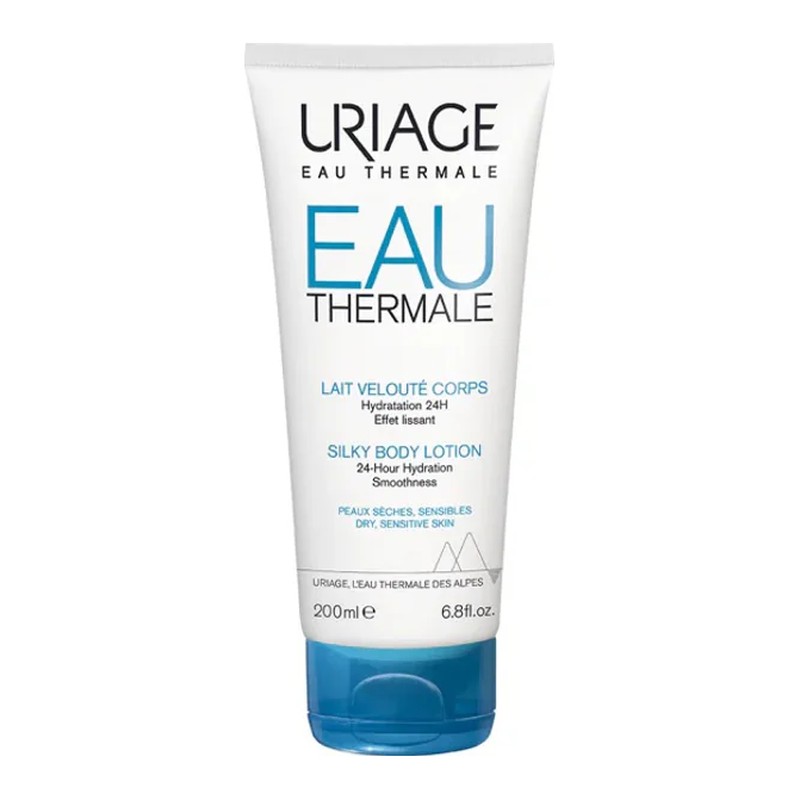 URIAGE
EAU THERMALE
EAU
THERMALE
LAIT VELOUTÉ CORPS
Hydratation 24H
Effet lissant
SILKY BODY LOTION
24-Hour Hydration
Smoothness
PEAUX SÈCHES, SENSIBLES
DRY, SENSITIVE SKIN
URIAGE, L'EAU THERMALE DES ALPES
200ml e 6.8fl.oz.